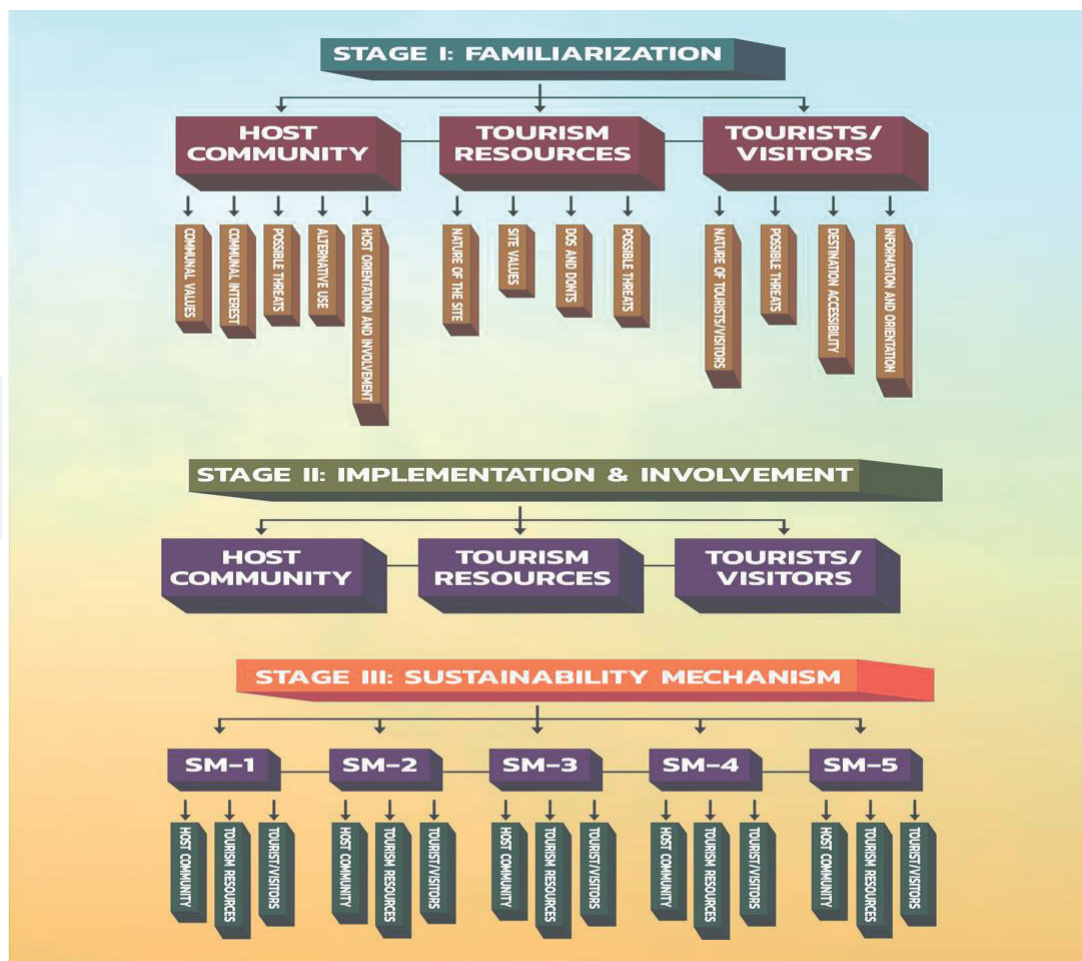 STAGE I: FAMILIARIZATION
HOST
COMMUNITY
TOURISM
RESOURCES
TOURISTS/
VISITORS
COMMUNAL VALUES
COMMUNAL INTEREST
POSSIBLE THREATS
ALTERNATIVE USE
HOST ORIENTATION AND INVOLVEMENT
NATURE OF THE SITE
SITE VALUES
DOS AND DONTS
POSSIBLE THREATS
NATURE OF TOURISTS/VISITORS
POSSIBLE THREATS
DESTINATION ACCESSIBILITY
INFORMATION AND ORIENTATION
STAGE II: IMPLEMENTATION & INVOLVEMENT
HOST
COMMUNITY
TOURISM
RESOURCES
TOURISTS/
VISITORS
STAGE III: SUSTAINABILITY MECHANISM
SM-1
SM-2
SM-3
SM-4
SM-5
HOST COMMUNITY
TOURISM RESOURCES
TOURIST/VISITORS
HOST COMMUNITY
TOURISM RESOURCES
TOURIST/VISITORS
HOST COMMUNITY
TOURISM RESOURCES
TOURIST/VISITORS
HOST COMMUNITY
TOURISM RESOURCES
TOURIST/VISITORS
HOST COMMUNITY
TOURISM RESOURCES
TOURIST/VISITORS